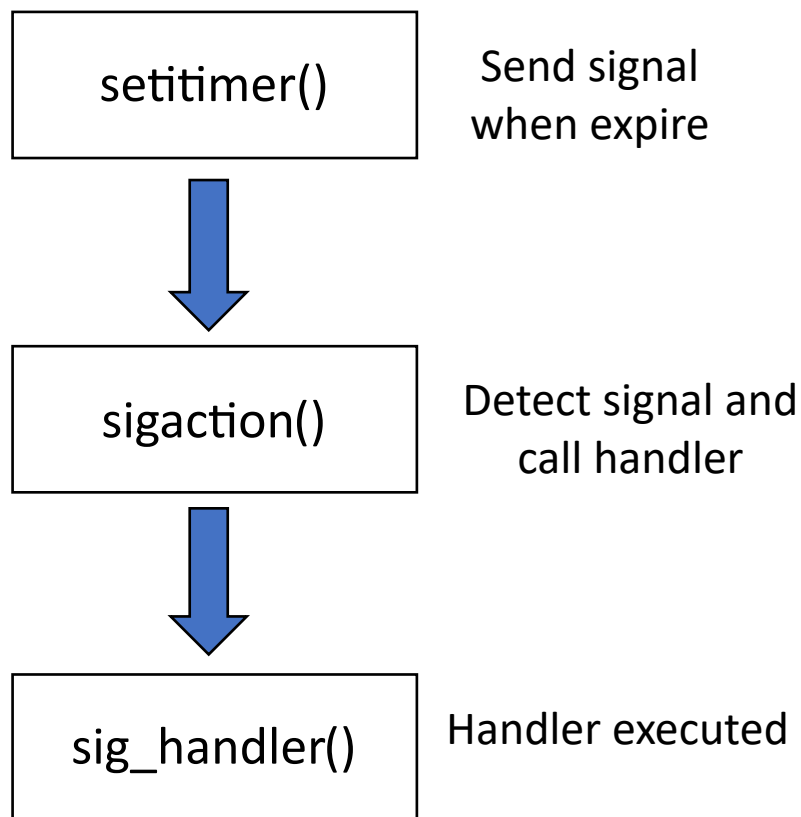 setitimer()
Send signal
when expire
sigaction()
Detect signal and
call handler
sig_handler()
Handler executed